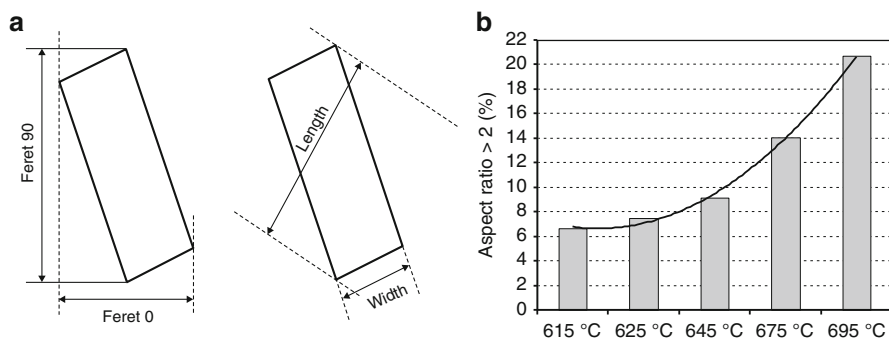 a
Feret 90
Feret 0
Length
Width
b
Aspect ratio > 2 (%)
22
20
18
16
14
12
10
8
6
4
2
0
615 °C 625 °C 645 °C 675 °C 695 °C